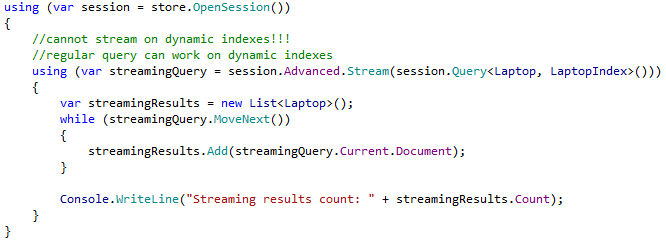 using (var session = store.OpenSession())
{
    //cannot stream on dynamic indexes!!!
    //regular query can work on dynamic indexes
    using (var streamingQuery = session.Advanced.Stream(session.Query<Laptop, LaptopIndex>()))
    {
        var streamingResults = new List<Laptop>();
        while (streamingQuery.MoveNext())
        {
            streamingResults.Add(streamingQuery.Current.Document);
        }

        Console.WriteLine("Streaming results count: " + streamingResults.Count);
    }
}